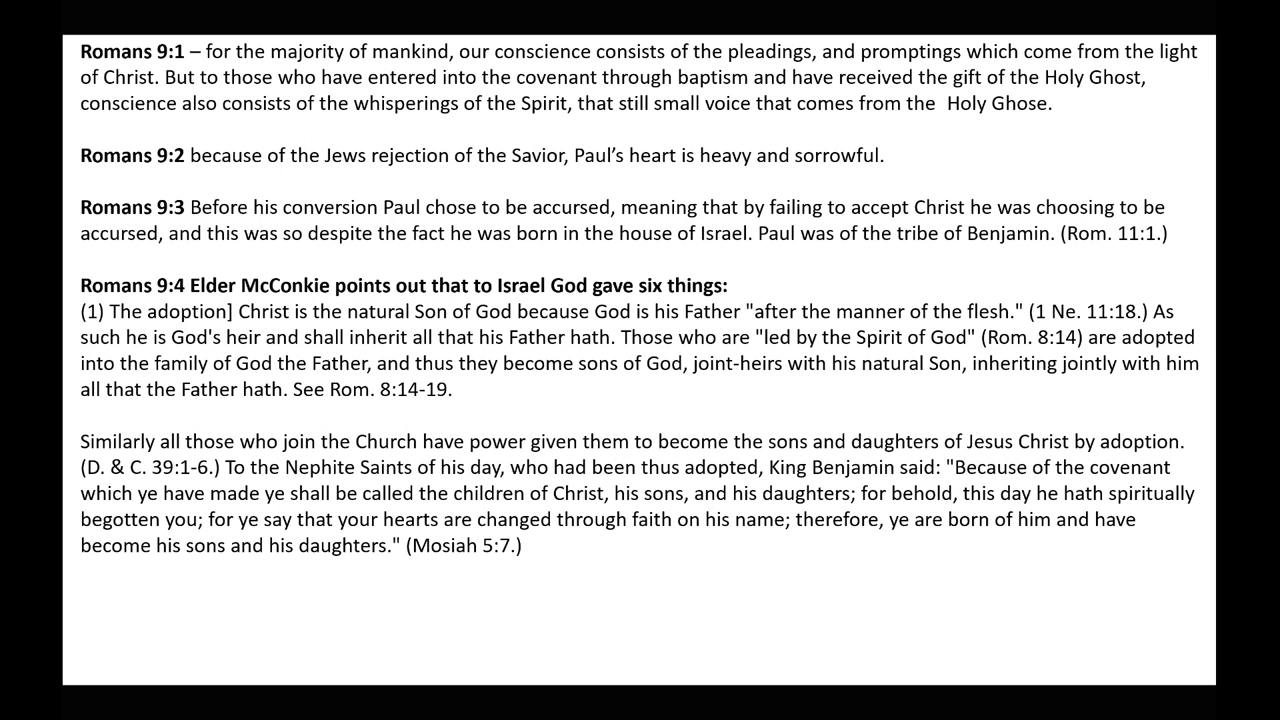 Romans 9:1 – for the majority of mankind, our conscience consists of the pleadings, and promptings which come from the light
of Christ. But to those who have entered into the covenant through baptism and have received the gift of the Holy Ghost,
conscience also consists of the whisperings of the Spirit, that still small voice that comes from the  Holy Ghose.
Romans 9:2 because of the Jews rejection of the Savior, Paul’s heart is heavy and sorrowful.
Romans 9:3 Before his conversion Paul chose to be accursed, meaning that by failing to accept Christ he was choosing to be
accursed, and this was so despite the fact he was born in the house of Israel. Paul was of the tribe of Benjamin. (Rom. 11:1.)
Romans 9:4 Elder McConkie points out that to Israel God gave six things:
(1) The adoption] Christ is the natural Son of God because God is his Father "after the manner of the flesh." (1 Ne. 11:18.) As
such he is God's heir and shall inherit all that his Father hath. Those who are "led by the Spirit of God" (Rom. 8:14) are adopted
into the family of God the Father, and thus they become sons of God, joint-heirs with his natural Son, inheriting jointly with him
all that the Father hath. See Rom. 8:14-19.
Similarly all those who join the Church have power given them to become the sons and daughters of Jesus Christ by adoption.
(D. & C. 39:1-6.) To the Nephite Saints of his day, who had been thus adopted, King Benjamin said: "Because of the covenant
which ye have made ye shall be called the children of Christ, his sons, and his daughters; for behold, this day he hath spiritually
begotten you; for ye say that your hearts are changed through faith on his name; therefore, ye are born of him and have
become his sons and his daughters." (Mosiah 5:7.)